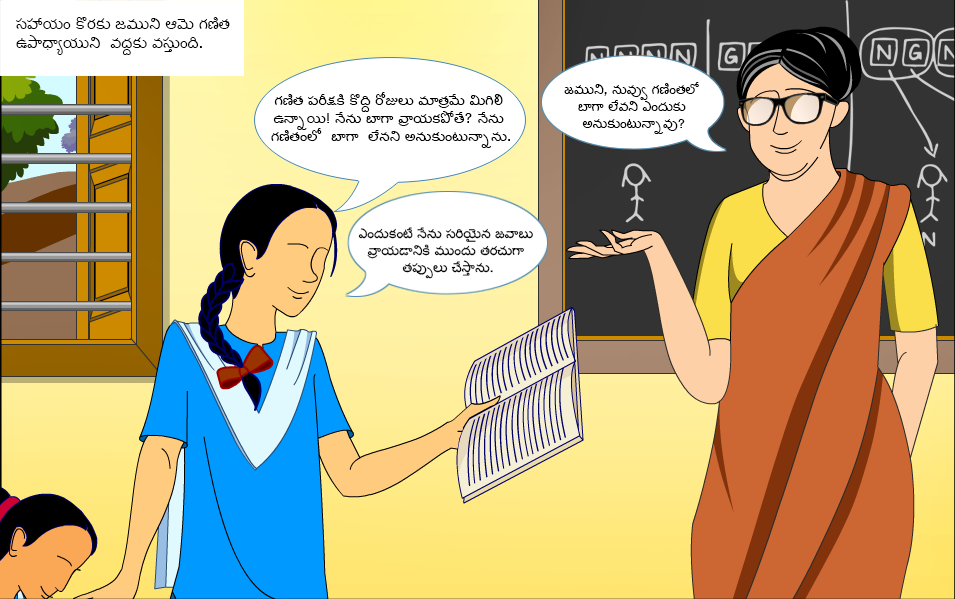 సహాయం కొరకు జముని ఆమె గణిత
ఉపాధ్యాయుని వద్దకు వస్తుంది.
గణిత పరీక్షకి కొద్ది రోజులు మాత్రమే మిగిలి
ఉన్నాయి! నేను బాగా వ్రాయకపోతే? నేను
గణితంలో బాగా లేనని అనుకుంటున్నాను.
జముని, నువ్వు గణింతలో
బాగా లేవని ఎందుకు
అనుకుంటున్నావు?
ఎందుకంటే నేను సరియైన జవాబు
వ్రాయడానికి ముందు తరచుగా
తప్పులు చేస్తాను.
N N N N G N G N
N